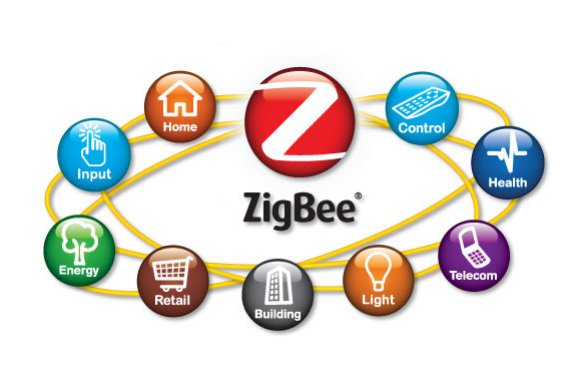 Home
Control
Input
Health
ZigBee®
Energy
Telecom
Retail
Light
Building